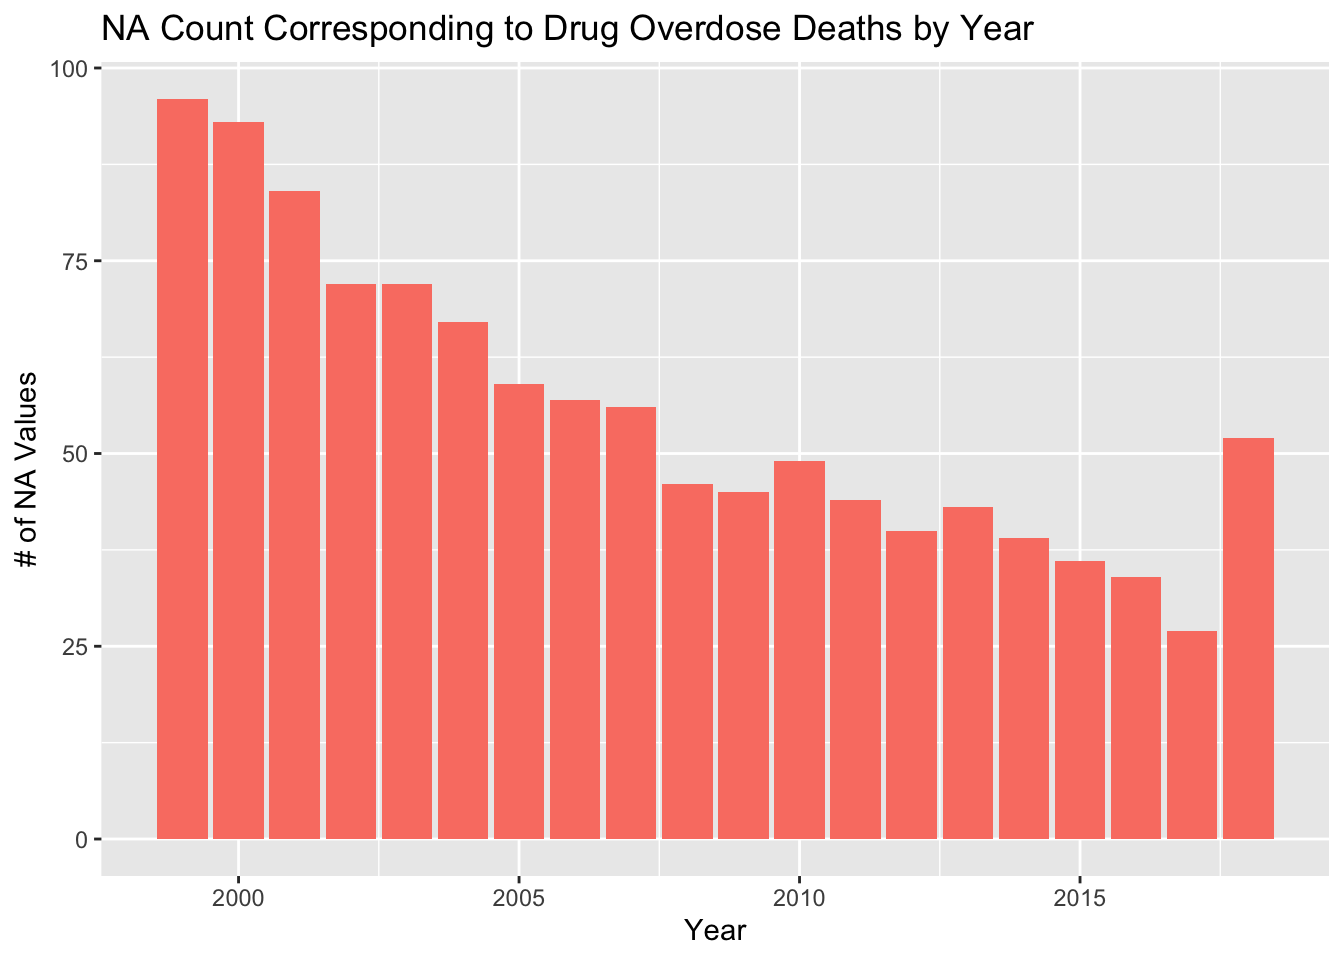 NA Count Corresponding to Drug Overdose Deaths by Year
100
75
50
25
0
# of NA Values
2000 2005 2010 2015
Year